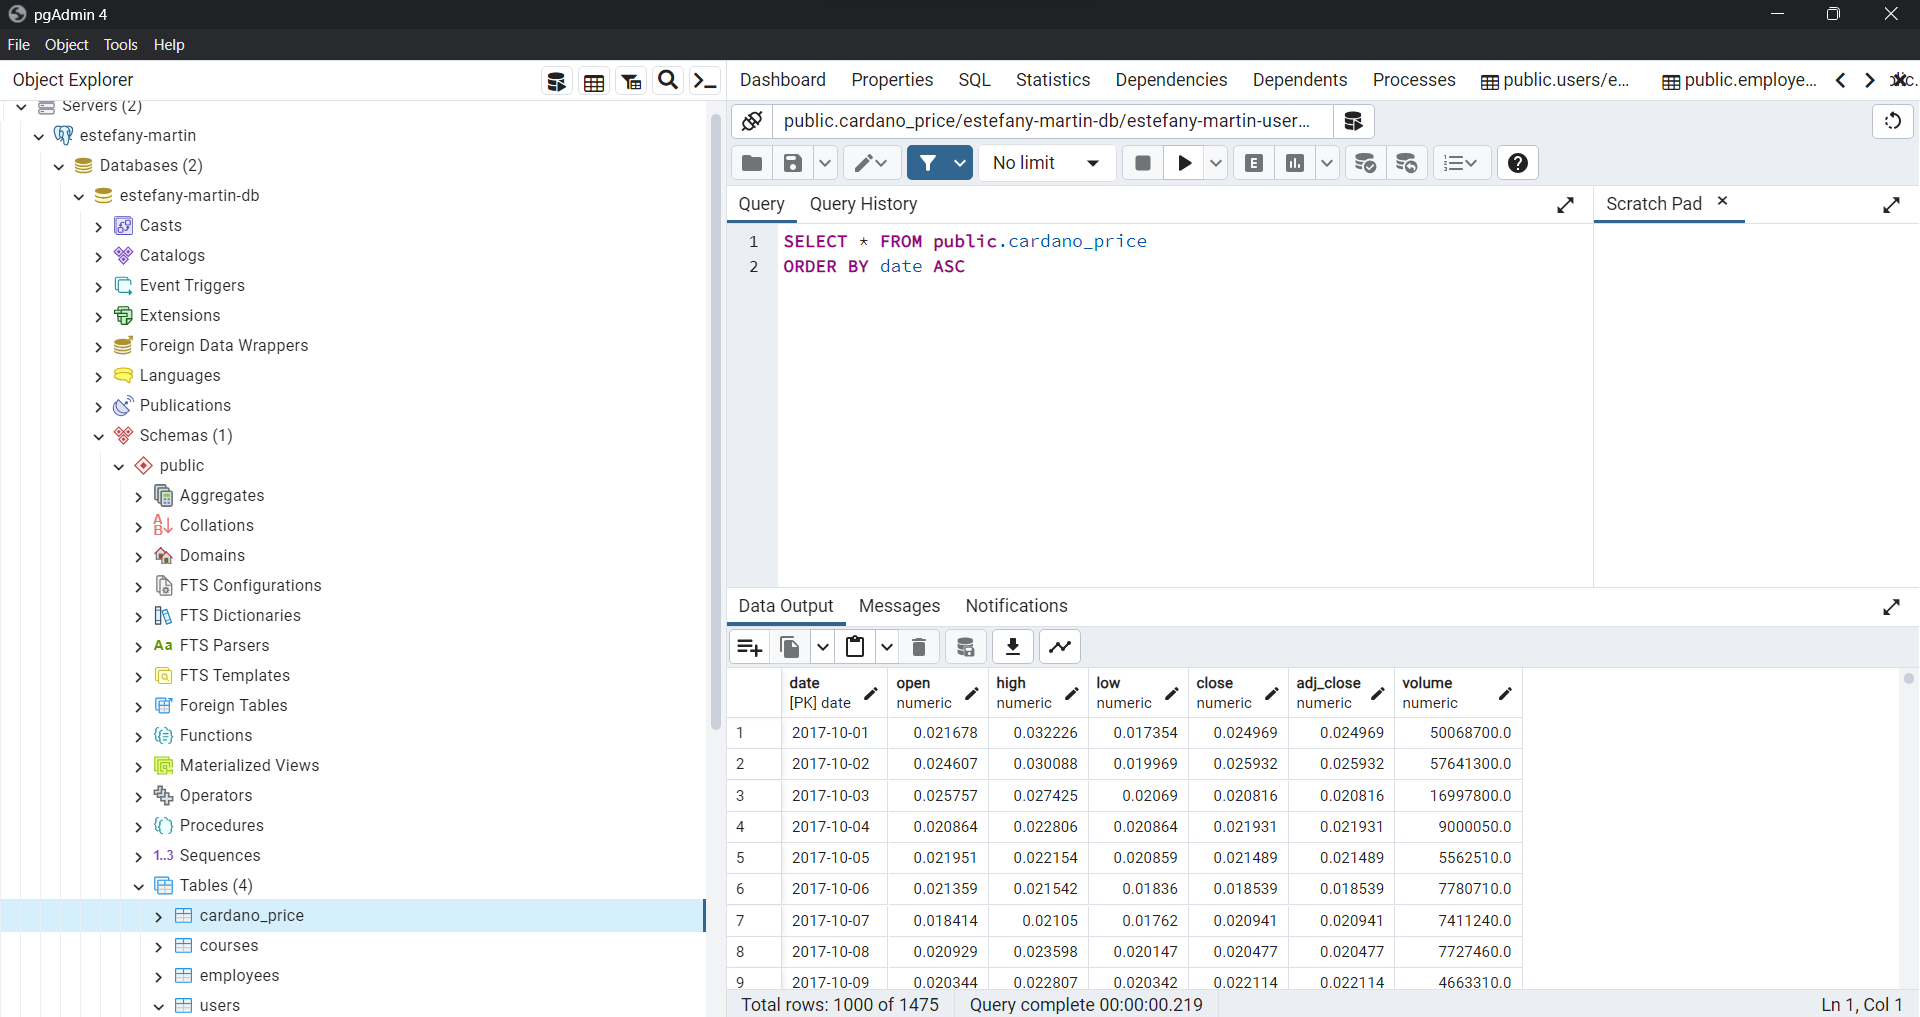 pgAdmin 4
File Object Tools Help
Object Explorer
Dashboard Properties SQL Statistics Dependencies Dependents Processes public.users/e... public.employe...
Servers (2)
estefany-martin
Databases (2)
estefany-martin-db
Casts
Catalogs
Event Triggers
Extensions
Foreign Data Wrappers
Languages
Publications
Schemas (1)
public
Aggregates
Collations
Domains
FTS Configurations
FTS Dictionaries
Aa FTS Parsers
FTS Templates
Foreign Tables
Functions
Materialized Views
Operators
Procedures
1..3 Sequences
Tables (4)
cardano_price
courses
employees
users
public.cardano_price/estefany-martin-db/estefany-martin-user...
No limit
E
Query Query History
Scratch Pad
1 SELECT * FROM public.cardano_price
2 ORDER BY date ASC
Data Output Messages Notifications
date open high low close adj_close volume
[PK] date numeric numeric numeric numeric numeric numeric
1 2017-10-01 0.021678 0.032226 0.017354 0.024969 0.024969 50068700.0
2 2017-10-02 0.024607 0.030088 0.019969 0.025932 0.025932 57641300.0
3 2017-10-03 0.025757 0.027425 0.02069 0.020816 0.020816 16997800.0
4 2017-10-04 0.020864 0.022806 0.020864 0.021931 0.021931 9000050.0
5 2017-10-05 0.021951 0.022154 0.020859 0.021489 0.021489 5562510.0
6 2017-10-06 0.021359 0.021542 0.01836 0.018539 0.018539 7780710.0
7 2017-10-07 0.018414 0.02105 0.01762 0.020941 0.020941 7411240.0
8 2017-10-08 0.020929 0.023598 0.020147 0.020477 0.020477 7727460.0
9 2017-10-09 0.020344 0.022807 0.020342 0.022114 0.022114 4663310.0
Total rows: 1000 of 1475 Query complete 00:00:00.219
Ln 1, Col 1